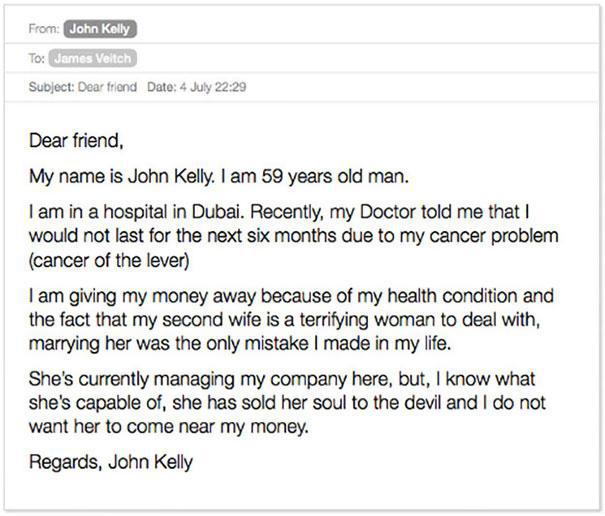 From: John Kelly
To: James Veitch
Subject: Dear friend Date: 4 July 22:29
Dear friend,
My name is John Kelly. I am 59 years old man.
I am in a hospital in Dubai. Recently, my Doctor told me that I
would not last for the next six months due to my cancer problem
(cancer of the lever)
I am giving my money away because of my health condition and
the fact that my second wife is a terrifying woman to deal with,
marrying her was the only mistake I made in my life.
She's currently managing my company here, but, I know what
she's capable of, she has sold her soul to the devil and I do not
want her to come near my money.
Regards, John Kelly